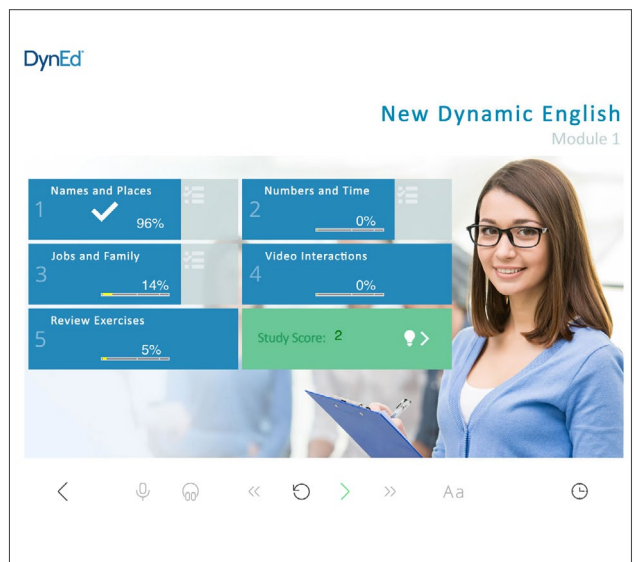 DynEd
New Dynamic English
Module 1
Names and Places
1
96%
Numbers and Time
2
0%
Jobs and Family
3
14%
Video Interactions
4
0%
Review Exercises
5
5%
Study Score: 2
Aa